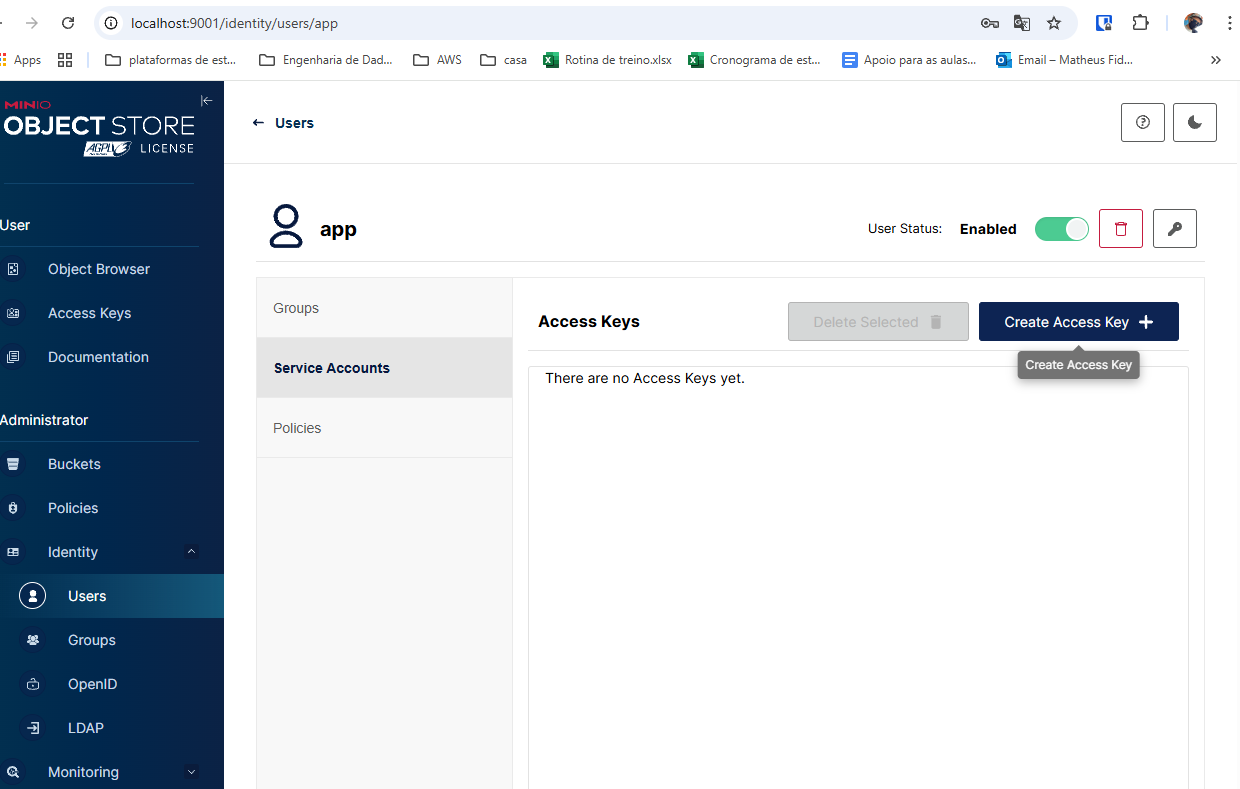 localhost:9001/identity/users/app
Apps
plataformas de est...
Engenharia de Dad...
AWS
casa
Rotina de treino.xlsx
Cronograma de est...
Apoio para as aulas...
Email – Matheus Fid...
MINIO
OBJECT STORE
AGPLv3 LICENSE
Users
User
Object Browser
Access Keys
Documentation
Administrator
Buckets
Policies
Identity
Users
Groups
OpenID
LDAP
Monitoring
app
User Status: Enabled
Groups
Service Accounts
Policies
Access Keys
Delete Selected
Create Access Key
Create Access Key
There are no Access Keys yet.